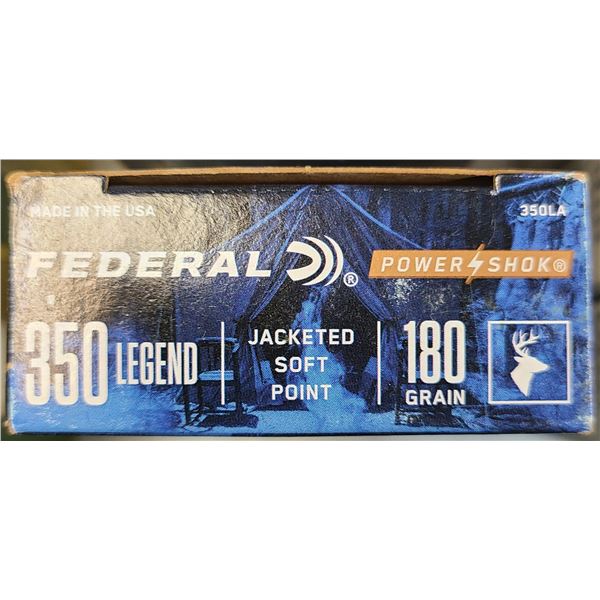 MADE IN THE USA
350LA
FEDERAL ®
POWER SHOK®
350 LEGEND
JACKETED
SOFT
POINT
180
GRAIN